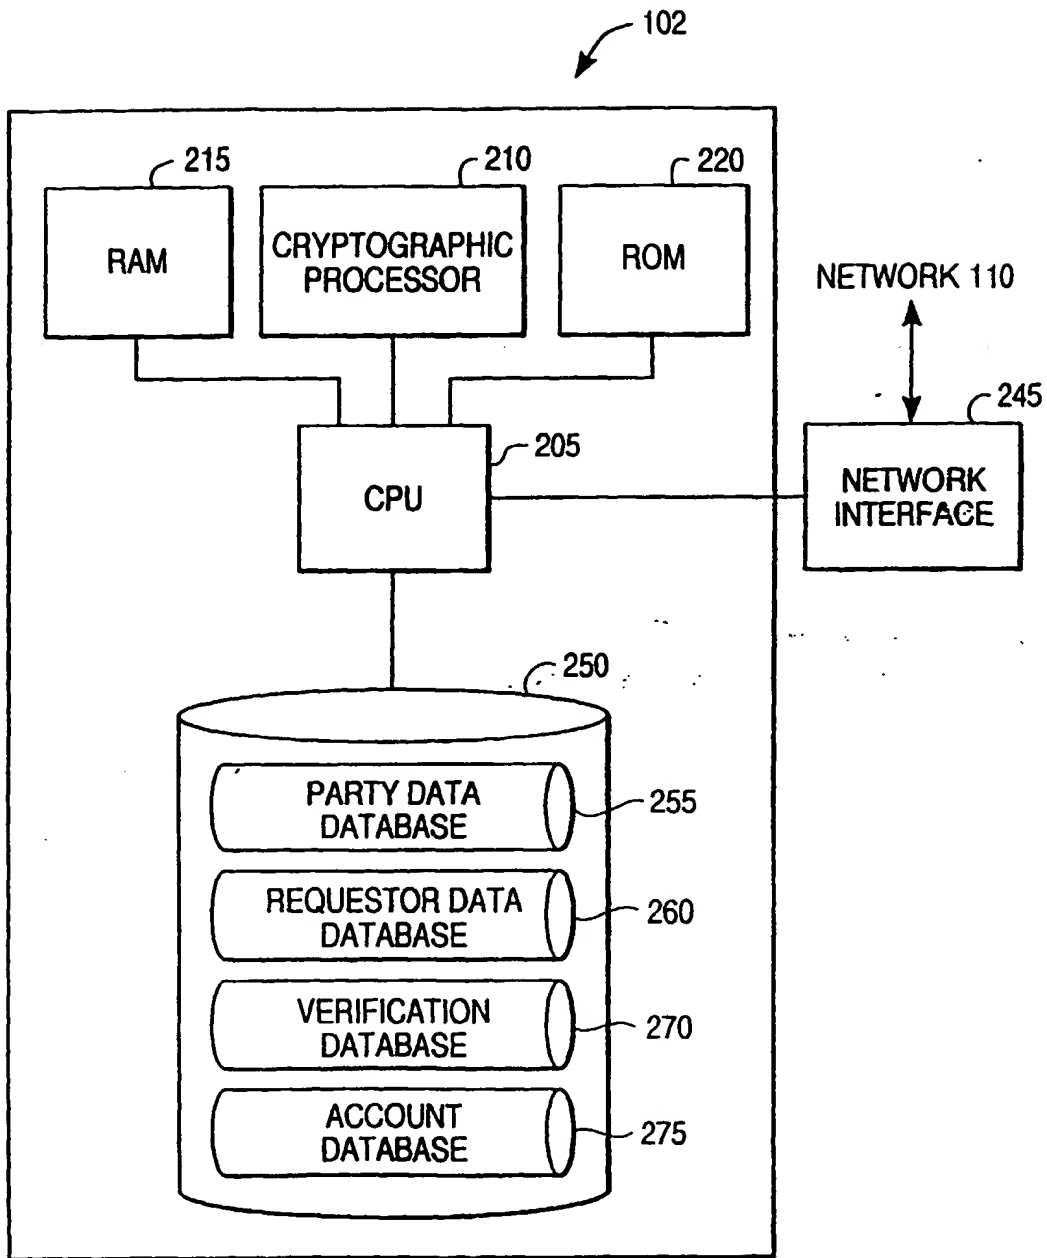 102
215
210
220
RAM
CRYPTOGRAPHIC
PROCESSOR
ROM
NETWORK 110
245
205
CPU
NETWORK
INTERFACE
250
PARTY DATA
DATABASE
255
REQUESTOR DATA
DATABASE
260
VERIFICATION
DATABASE
270
ACCOUNT
DATABASE
275